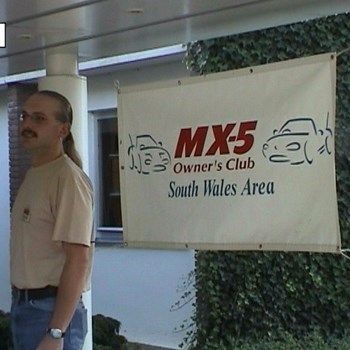 MX-5
Owner's Club
South Wales Area